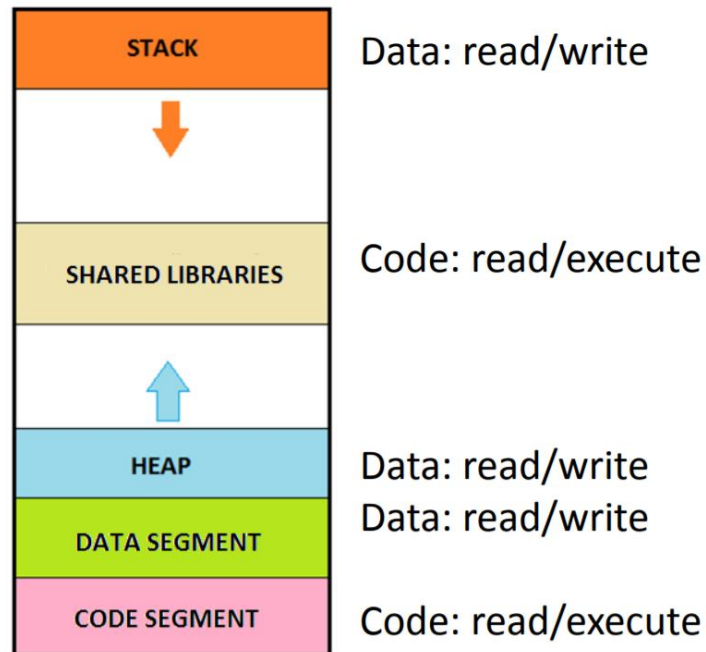 STACK
Data: read/write
SHARED LIBRARIES
Code: read/execute
HEAP
Data: read/write
DATA SEGMENT
Data: read/write
CODE SEGMENT
Code: read/execute